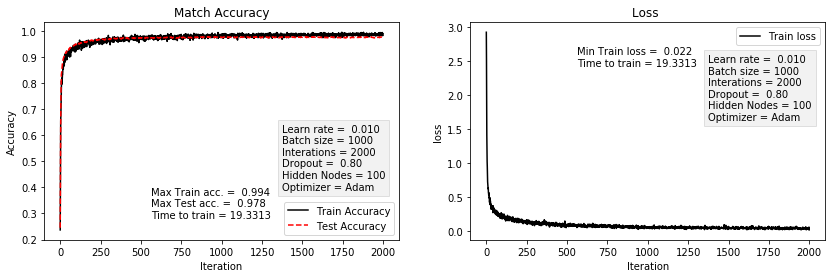 Match Accuracy
Accuracy
1.0
0.9
0.8
0.7
0.6
0.5
0.4
0.3
0.2
Learn rate =  0.010
Batch size = 1000
Interations = 2000
Dropout =  0.80
Hidden Nodes = 100
Optimizer = Adam
Max Train acc. =  0.994
Max Test acc. =  0.978
Time to train = 19.3313
Train Accuracy
Test Accuracy
0 250 500 750 1000 1250 1500 1750 2000
Iteration
Loss
loss
3.0
2.5
2.0
1.5
1.0
0.5
0.0
Train loss
Min Train loss =  0.022
Time to train = 19.3313
Learn rate =  0.010
Batch size = 1000
Interations = 2000
Dropout =  0.80
Hidden Nodes = 100
Optimizer = Adam
0 250 500 750 1000 1250 1500 1750 2000
Iteration